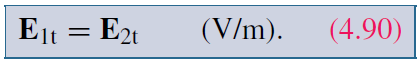 E1t = E2t (V/m). (4.90)